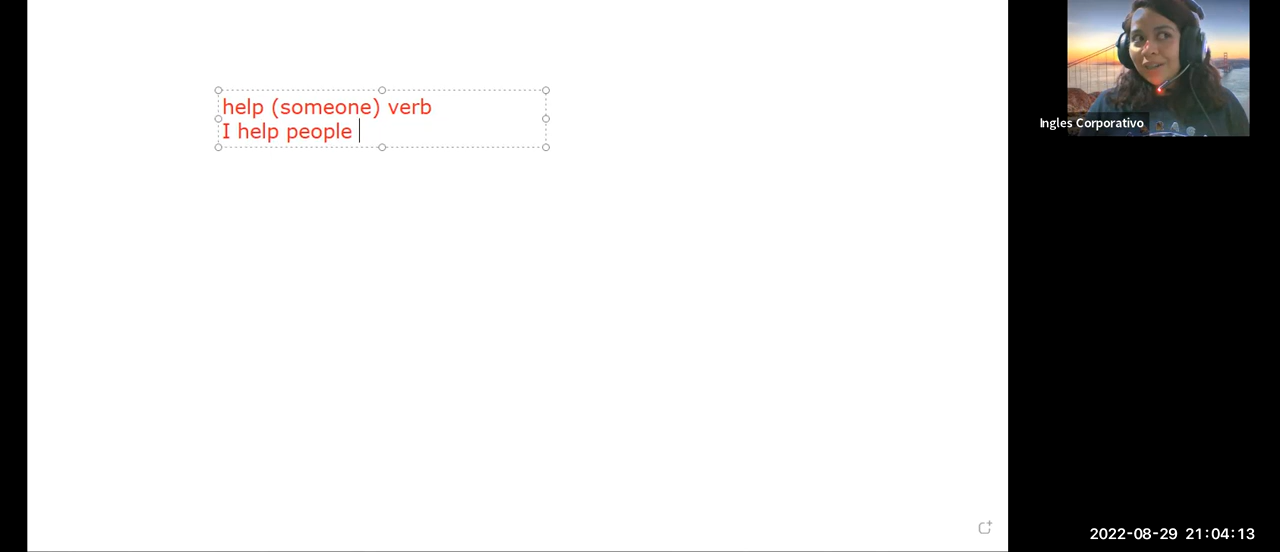 help (someone) verb
I help people
Ingles Corporativo
2022-08-29 21:04:13